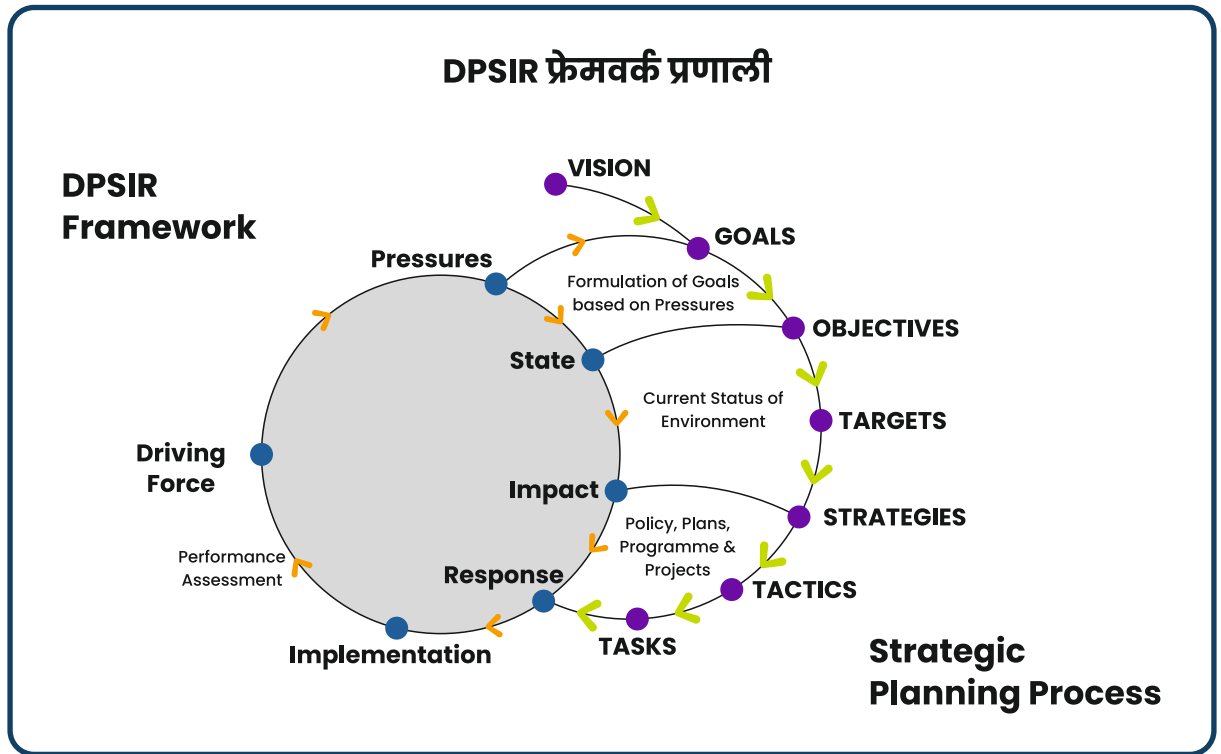 DPSIR फ्रेमवर्क प्रणाली
DPSIR
Framework
VISION
GOALS
Pressures
Formulation of Goals
based on Pressures
OBJECTIVES
State
Current Status of
Environment
TARGETS
Driving
Force
Impact
STRATEGIES
Policy, Plans,
Programme &
Projects
Performance
Assessment
Response
TACTICS
TASKS
Implementation
Strategic
Planning Process